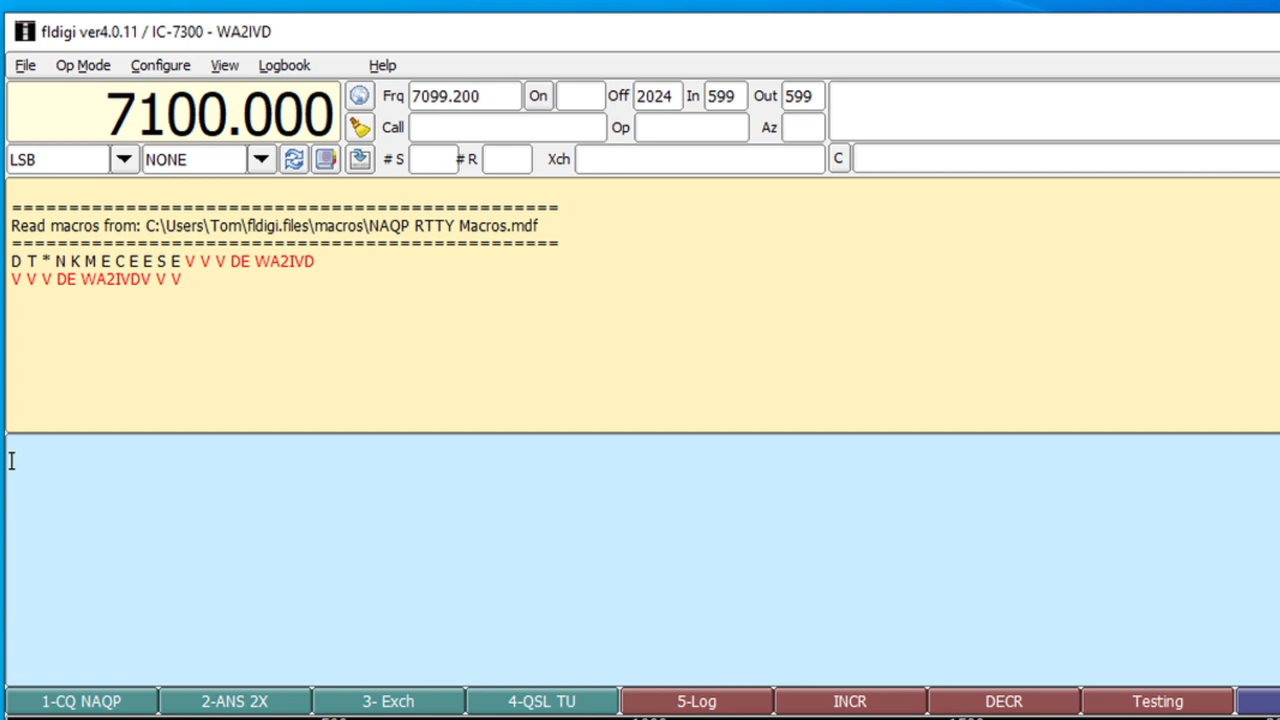 fldigi ver4.0.11 / IC-7300 - WA2IVD
File Op Mode Configure View Logbook Help
7100.000 Frq 7099.200 On Off 2024 In 599 Out 599
Call Op Az
LSB NONE # S # R Xch C
================================================
Read macros from: C:\Users\Tom\fldigi.files\macros\NAQP RTTY Macros.mdf
================================================
D T * N K M E C E E S E V V V DE WA2IVD
V V V DE WA2IVDV V V
1-CQ NAQP 2-ANS 2X 3- Exch 4-QSL TU 5-Log INCR DECR Testing